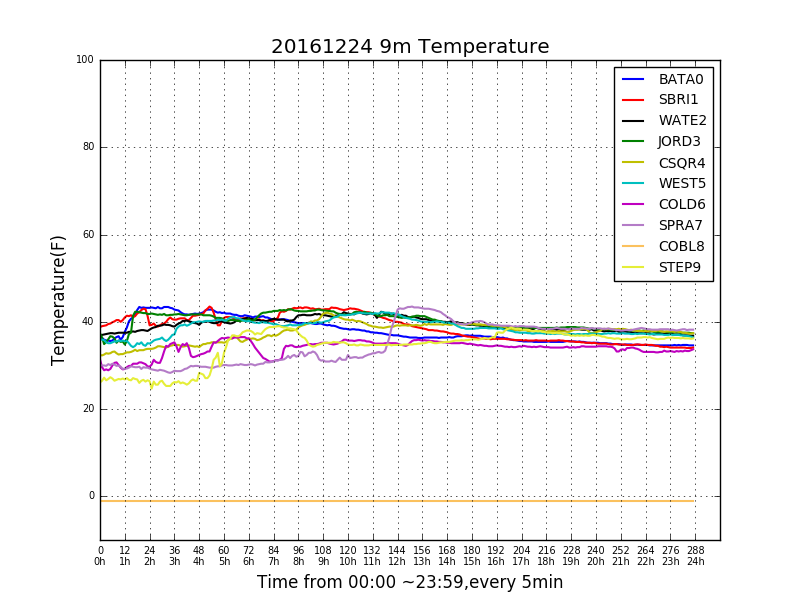 20161224 9m Temperature
100
80
60
40
20
0
Temperature(F)
BATA0
SBRI1
WATE2
JORD3
CSQR4
WEST5
COLD6
SPRA7
COBL8
STEP9
0 12 24 36 48 60 72 84 96 108 120 132 144 156 168 180 192 204 216 228 240 252 264 276 288
0h 1h 2h 3h 4h 5h 6h 7h 8h 9h 10h 11h 12h 13h 14h 15h 16h 17h 18h 19h 20h 21h 22h 23h 24h
Time from 00:00 ~23:59,every 5min